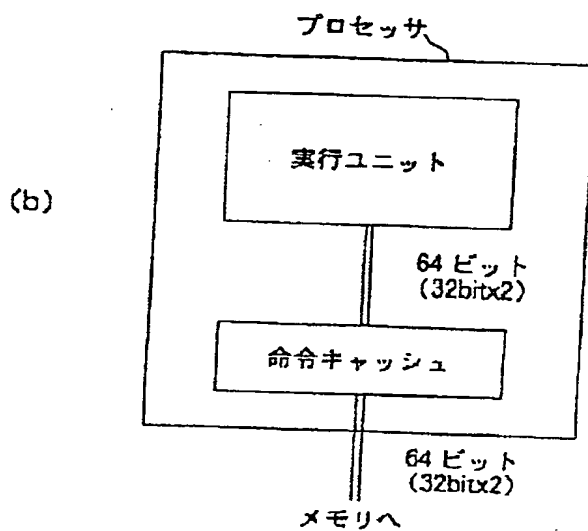 プロセッサ
実行ユニット
(b)
64 ビット
(32bitx2)
命令キャッシュ
64 ビット
(32bitx2)
メモリへ